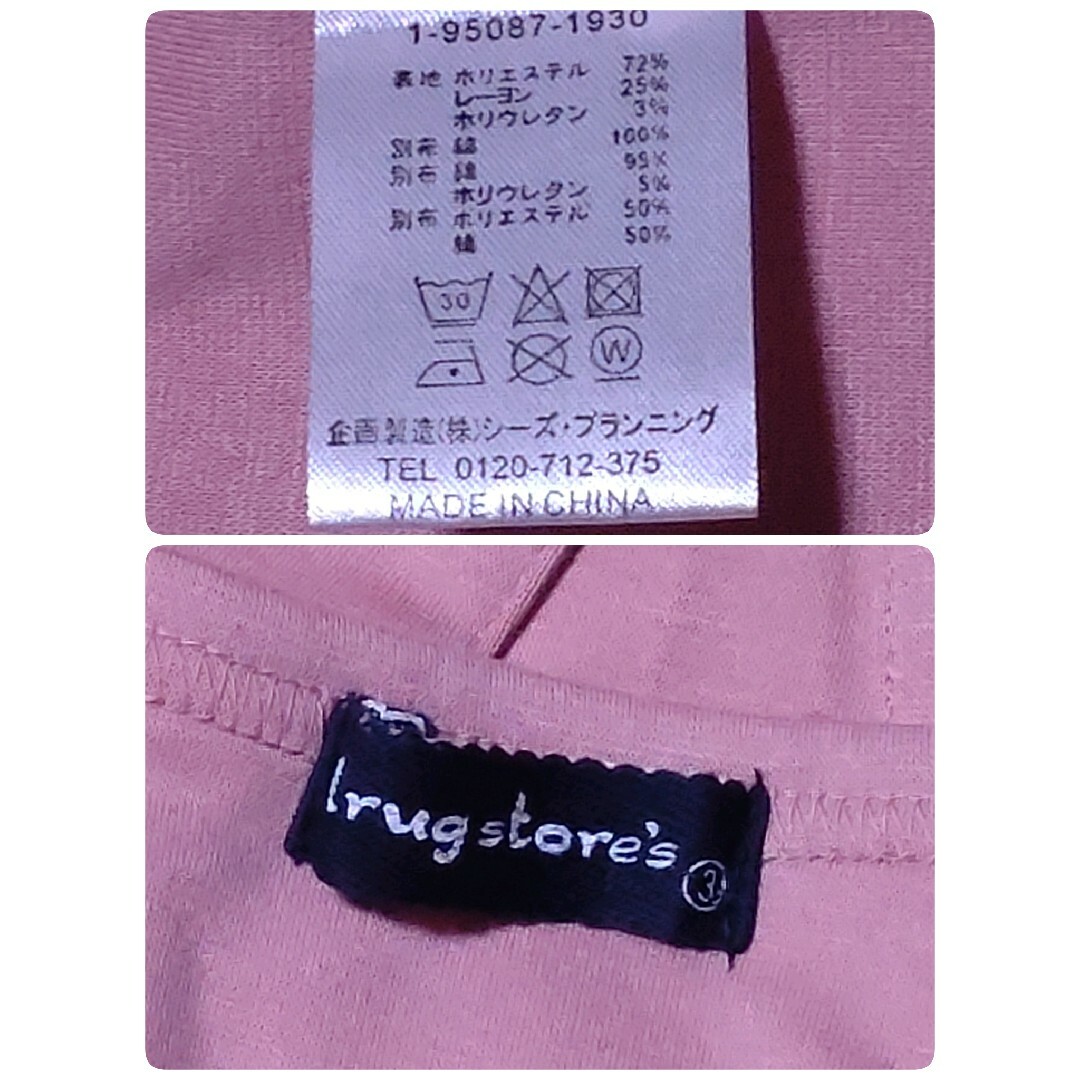 1-95087-1930
表地 ポリエステル 72%
レーヨン 25%
ポリウレタン 3%
別布 綿 100%
別布 綿 95%
ポリウレタン 5%
別布 ポリエステル 50%
綿 50%
30
W
企画製造(株)シーズ・プランニング
TEL 0120-712-375
MADE IN CHINA
drug store's
3